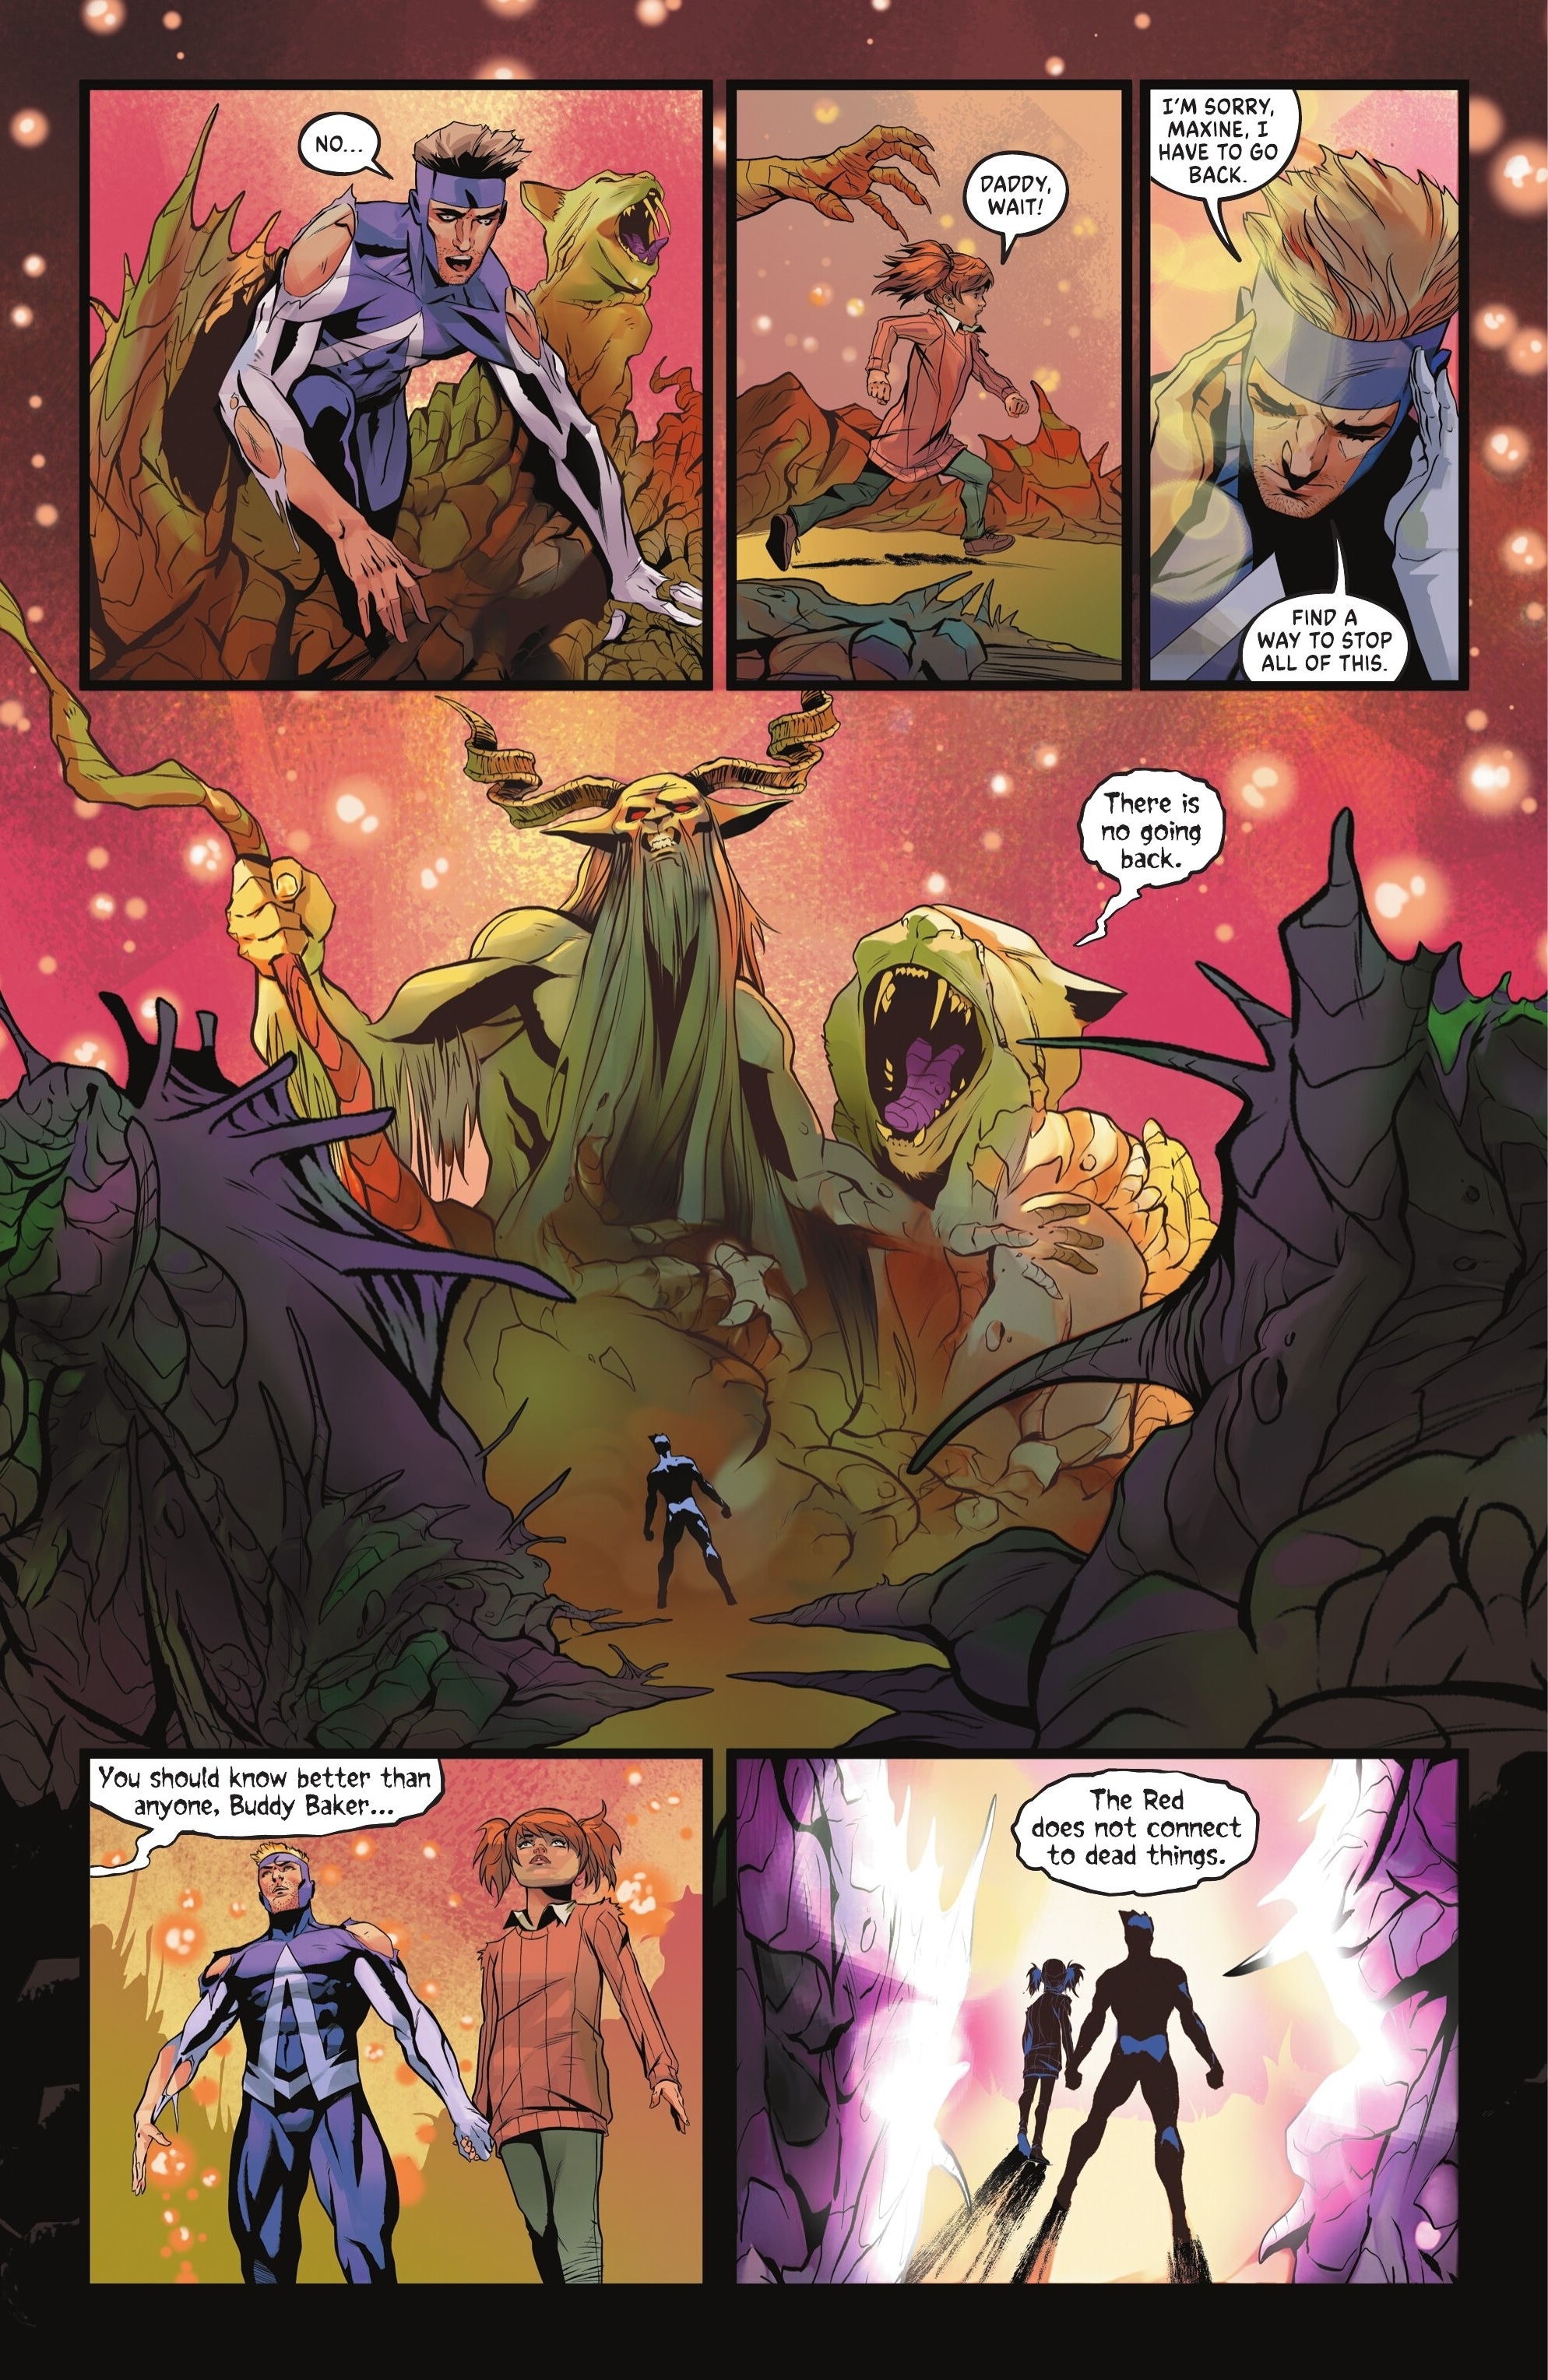 NO...
DADDY,
WAIT!
I'M SORRY,
MAXINE, I
HAVE TO GO
BACK.
FIND A
WAY TO STOP
ALL OF THIS.
There is
no going
back.
You should know better than
anyone, Buddy Baker...
The Red
does not connect
to dead things.